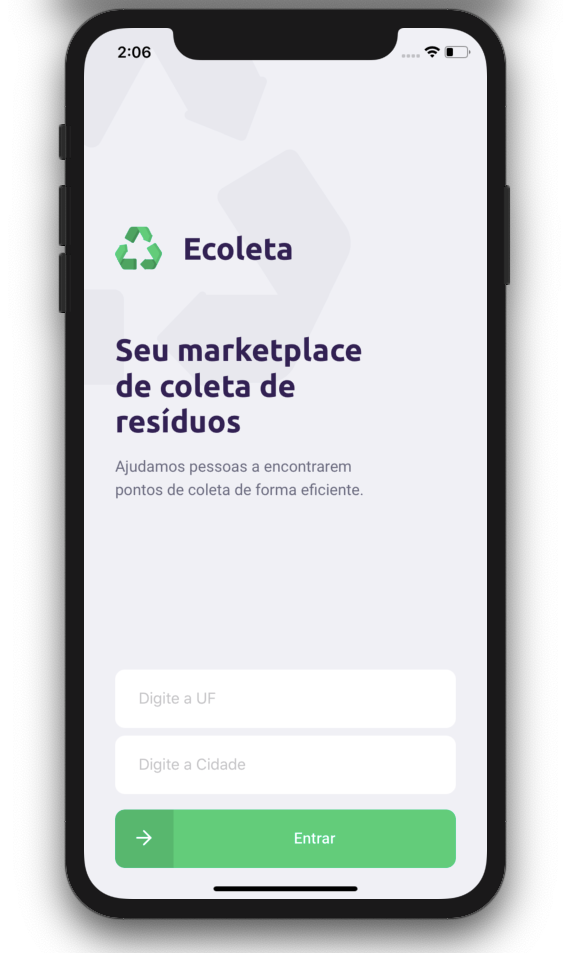 2:06
Ecoleta
Seu marketplace
de coleta de
resíduos
Ajudamos pessoas a encontrarem
pontos de coleta de forma eficiente.
Digite a UF
Digite a Cidade
Entrar